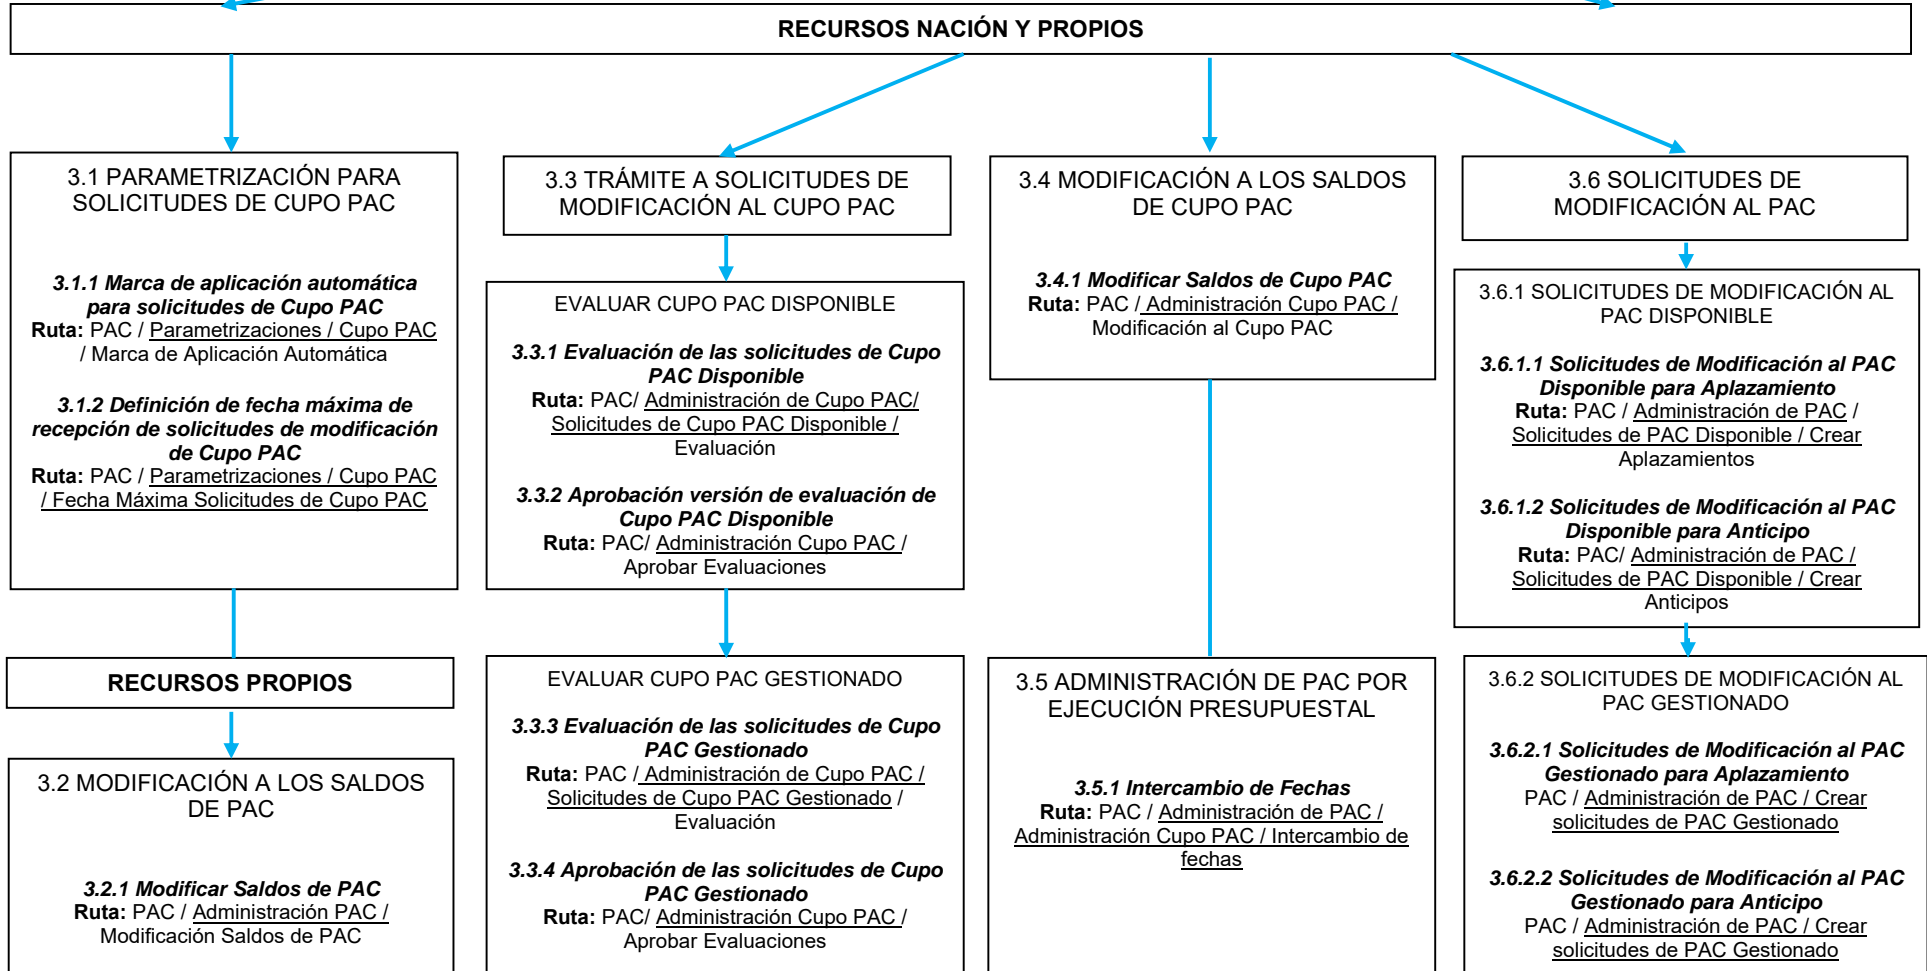 RECURSOS NACIÓN Y PROPIOS
3.1 PARAMETRIZACIÓN PARA
SOLICITUDES DE CUPO PAC
3.1.1 Marca de aplicación automática
para solicitudes de Cupo PAC
Ruta: PAC / Parametrizaciones / Cupo PAC
/ Marca de Aplicación Automática
3.1.2 Definición de fecha máxima de
recepción de solicitudes de modificación
de Cupo PAC
Ruta: PAC / Parametrizaciones / Cupo PAC
/ Fecha Máxima Solicitudes de Cupo PAC
RECURSOS PROPIOS
3.2 MODIFICACIÓN A LOS SALDOS
DE PAC
3.2.1 Modificar Saldos de PAC
Ruta: PAC / Administración PAC /
Modificación Saldos de PAC
3.3 TRÁMITE A SOLICITUDES DE
MODIFICACIÓN AL CUPO PAC
EVALUAR CUPO PAC DISPONIBLE
3.3.1 Evaluación de las solicitudes de Cupo
PAC Disponible
Ruta: PAC/ Administración de Cupo PAC/
Solicitudes de Cupo PAC Disponible /
Evaluación
3.3.2 Aprobación versión de evaluación de
Cupo PAC Disponible
Ruta: PAC/ Administración Cupo PAC /
Aprobar Evaluaciones
EVALUAR CUPO PAC GESTIONADO
3.3.3 Evaluación de las solicitudes de Cupo
PAC Gestionado
Ruta: PAC / Administración de Cupo PAC /
Solicitudes de Cupo PAC Gestionado /
Evaluación
3.3.4 Aprobación de las solicitudes de Cupo
PAC Gestionado
Ruta: PAC/ Administración Cupo PAC /
Aprobar Evaluaciones
3.4 MODIFICACIÓN A LOS SALDOS
DE CUPO PAC
3.4.1 Modificar Saldos de Cupo PAC
Ruta: PAC / Administración Cupo PAC /
Modificación al Cupo PAC
3.5 ADMINISTRACIÓN DE PAC POR
EJECUCIÓN PRESUPUESTAL
3.5.1 Intercambio de Fechas
Ruta: PAC / Administración de PAC /
Administración Cupo PAC / Intercambio de
fechas
3.6 SOLICITUDES DE
MODIFICACIÓN AL PAC
3.6.1 SOLICITUDES DE MODIFICACIÓN AL
PAC DISPONIBLE
3.6.1.1 Solicitudes de Modificación al PAC
Disponible para Aplazamiento
Ruta: PAC / Administración de PAC /
Solicitudes de PAC Disponible / Crear
Aplazamientos
3.6.1.2 Solicitudes de Modificación al PAC
Disponible para Anticipo
Ruta: PAC/ Administración de PAC /
Solicitudes de PAC Disponible / Crear
Anticipos
3.6.2 SOLICITUDES DE MODIFICACIÓN AL
PAC GESTIONADO
3.6.2.1 Solicitudes de Modificación al PAC
Gestionado para Aplazamiento
PAC / Administración de PAC / Crear
solicitudes de PAC Gestionado
3.6.2.2 Solicitudes de Modificación al PAC
Gestionado para Anticipo
PAC / Administración de PAC / Crear
solicitudes de PAC Gestionado